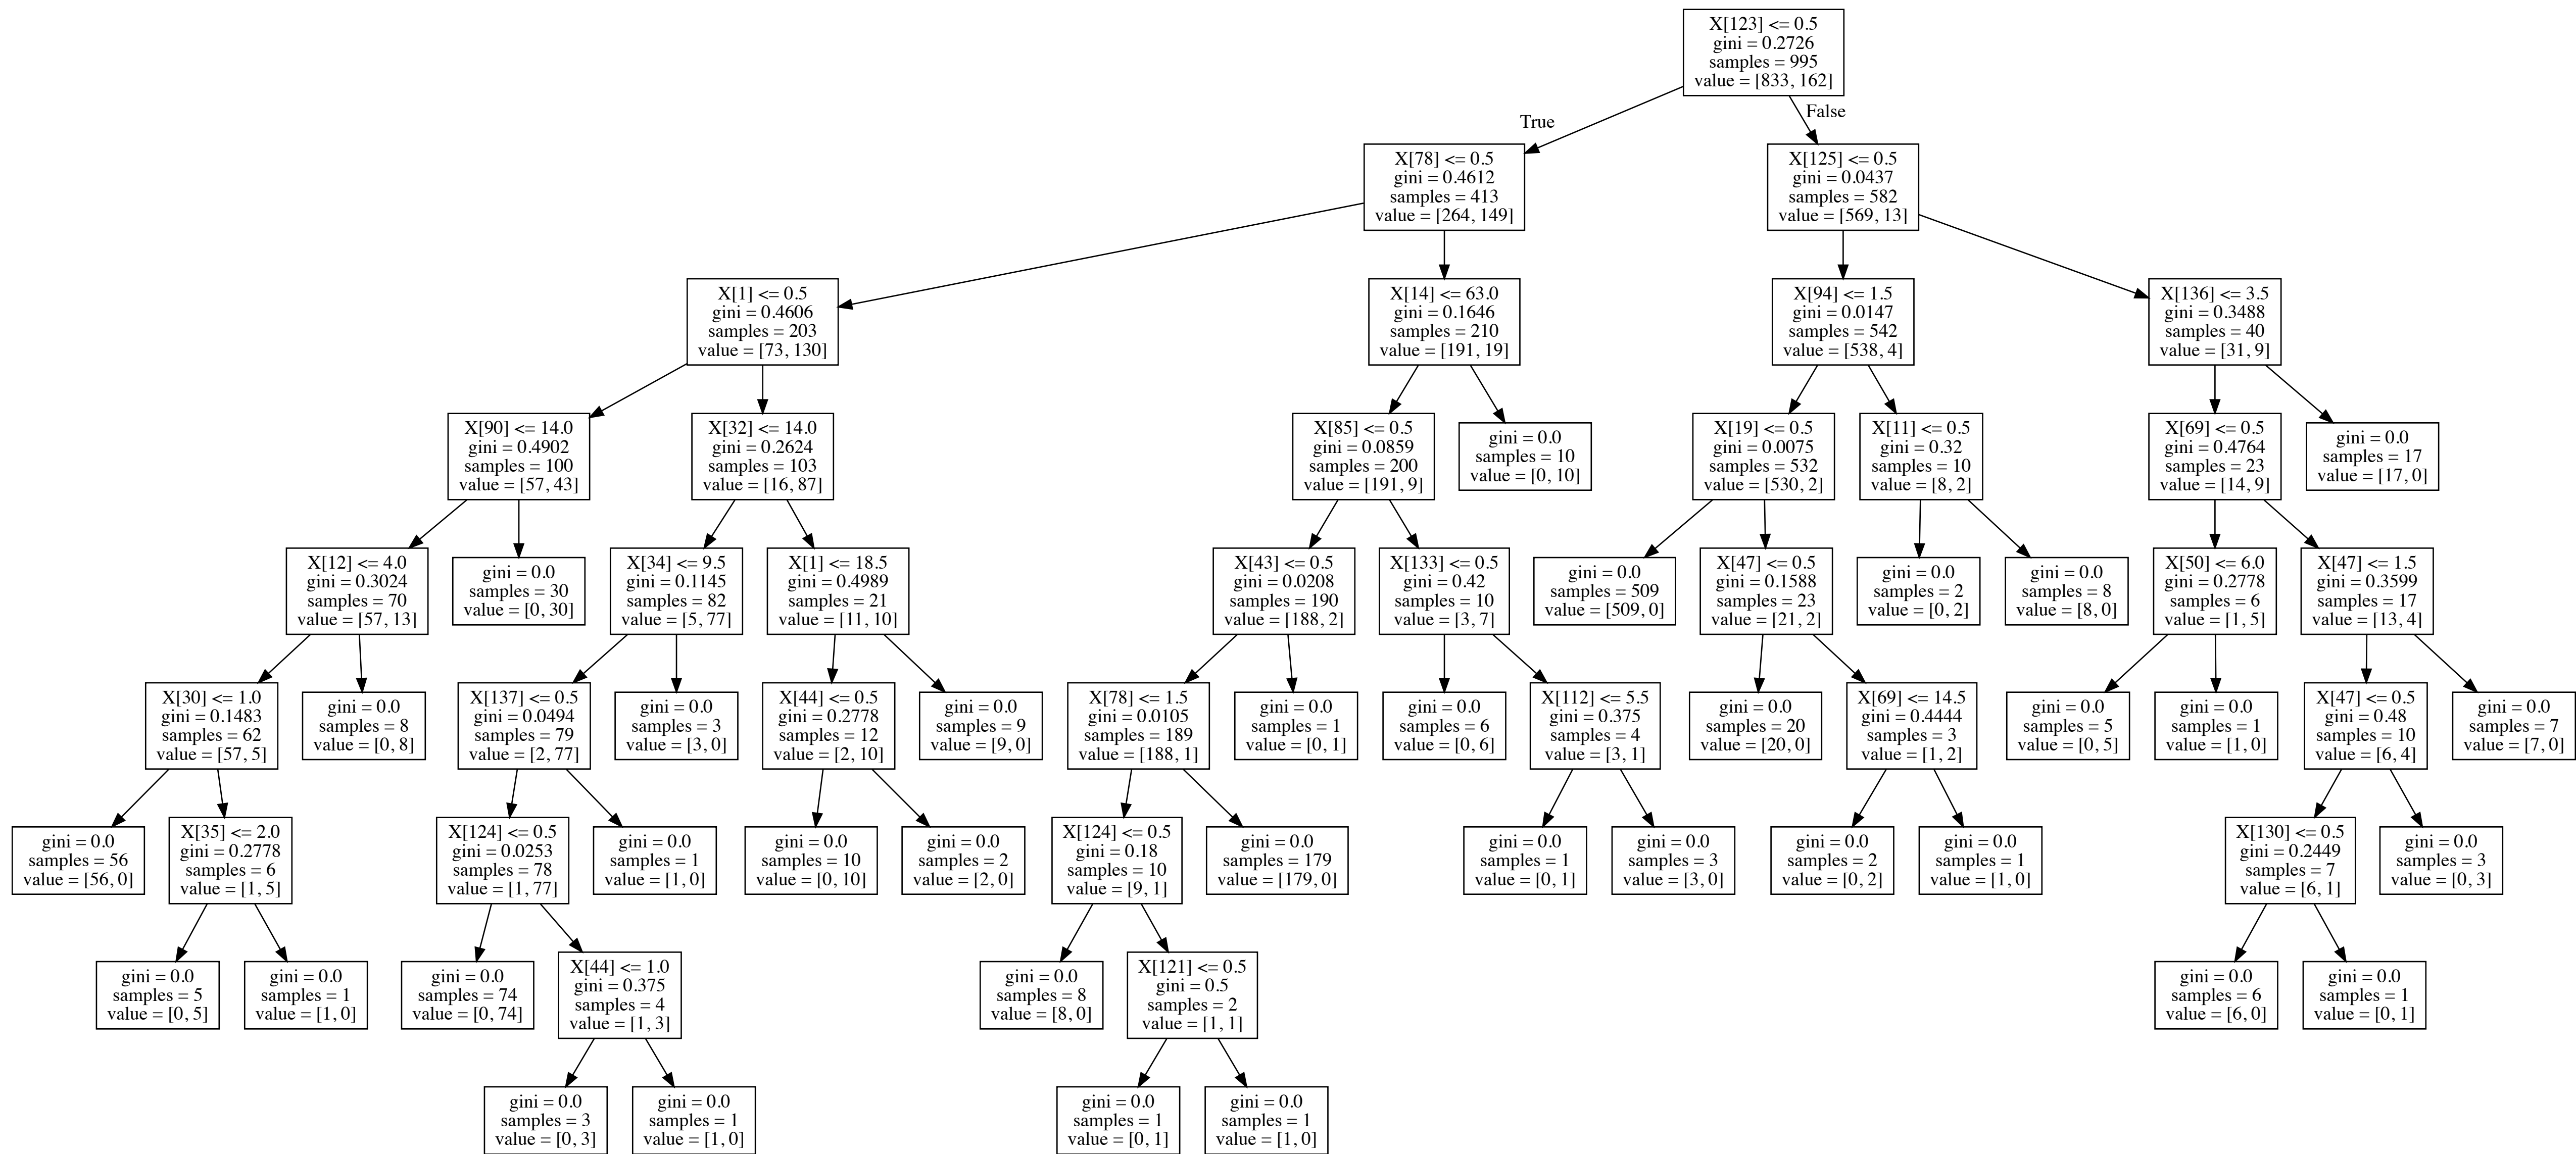 X[123] <= 0.5
gini = 0.2726
samples = 995
value = [833, 162]
True
False
X[78] <= 0.5
gini = 0.4612
samples = 413
value = [264, 149]
X[125] <= 0.5
gini = 0.0437
samples = 582
value = [569, 13]
X[1] <= 0.5
gini = 0.4606
samples = 203
value = [73, 130]
X[14] <= 63.0
gini = 0.1646
samples = 210
value = [191, 19]
X[94] <= 1.5
gini = 0.0147
samples = 542
value = [538, 4]
X[136] <= 3.5
gini = 0.3488
samples = 40
value = [31, 9]
X[90] <= 14.0
gini = 0.4902
samples = 100
value = [57, 43]
X[32] <= 14.0
gini = 0.2624
samples = 103
value = [16, 87]
X[85] <= 0.5
gini = 0.0859
samples = 200
value = [191, 9]
gini = 0.0
samples = 10
value = [0, 10]
X[19] <= 0.5
gini = 0.0075
samples = 532
value = [530, 2]
X[11] <= 0.5
gini = 0.32
samples = 10
value = [8, 2]
X[69] <= 0.5
gini = 0.4764
samples = 23
value = [14, 9]
gini = 0.0
samples = 17
value = [17, 0]
X[12] <= 4.0
gini = 0.3024
samples = 70
value = [57, 13]
gini = 0.0
samples = 30
value = [0, 30]
X[34] <= 9.5
gini = 0.1145
samples = 82
value = [5, 77]
X[1] <= 18.5
gini = 0.4989
samples = 21
value = [11, 10]
X[43] <= 0.5
gini = 0.0208
samples = 190
value = [188, 2]
X[133] <= 0.5
gini = 0.42
samples = 10
value = [3, 7]
gini = 0.0
samples = 509
value = [509, 0]
X[47] <= 0.5
gini = 0.1588
samples = 23
value = [21, 2]
gini = 0.0
samples = 2
value = [0, 2]
gini = 0.0
samples = 8
value = [8, 0]
X[50] <= 6.0
gini = 0.2778
samples = 6
value = [1, 5]
X[47] <= 1.5
gini = 0.3599
samples = 17
value = [13, 4]
X[30] <= 1.0
gini = 0.1483
samples = 62
value = [57, 5]
gini = 0.0
samples = 8
value = [0, 8]
X[137] <= 0.5
gini = 0.0494
samples = 79
value = [2, 77]
gini = 0.0
samples = 3
value = [3, 0]
X[44] <= 0.5
gini = 0.2778
samples = 12
value = [2, 10]
gini = 0.0
samples = 9
value = [9, 0]
X[78] <= 1.5
gini = 0.0105
samples = 189
value = [188, 1]
gini = 0.0
samples = 1
value = [0, 1]
gini = 0.0
samples = 6
value = [0, 6]
X[112] <= 5.5
gini = 0.375
samples = 4
value = [3, 1]
gini = 0.0
samples = 20
value = [20, 0]
X[69] <= 14.5
gini = 0.4444
samples = 3
value = [1, 2]
gini = 0.0
samples = 5
value = [0, 5]
gini = 0.0
samples = 1
value = [1, 0]
X[47] <= 0.5
gini = 0.48
samples = 10
value = [6, 4]
gini = 0.0
samples = 7
value = [7, 0]
gini = 0.0
samples = 56
value = [56, 0]
X[35] <= 2.0
gini = 0.2778
samples = 6
value = [1, 5]
X[124] <= 0.5
gini = 0.0253
samples = 78
value = [1, 77]
gini = 0.0
samples = 1
value = [1, 0]
gini = 0.0
samples = 10
value = [0, 10]
gini = 0.0
samples = 2
value = [2, 0]
X[124] <= 0.5
gini = 0.18
samples = 10
value = [9, 1]
gini = 0.0
samples = 179
value = [179, 0]
gini = 0.0
samples = 1
value = [0, 1]
gini = 0.0
samples = 3
value = [3, 0]
gini = 0.0
samples = 2
value = [0, 2]
gini = 0.0
samples = 1
value = [1, 0]
X[130] <= 0.5
gini = 0.2449
samples = 7
value = [6, 1]
gini = 0.0
samples = 3
value = [0, 3]
gini = 0.0
samples = 5
value = [0, 5]
gini = 0.0
samples = 1
value = [1, 0]
gini = 0.0
samples = 74
value = [0, 74]
X[44] <= 1.0
gini = 0.375
samples = 4
value = [1, 3]
gini = 0.0
samples = 8
value = [8, 0]
X[121] <= 0.5
gini = 0.5
samples = 2
value = [1, 1]
gini = 0.0
samples = 6
value = [6, 0]
gini = 0.0
samples = 1
value = [0, 1]
gini = 0.0
samples = 3
value = [0, 3]
gini = 0.0
samples = 1
value = [1, 0]
gini = 0.0
samples = 1
value = [0, 1]
gini = 0.0
samples = 1
value = [1, 0]